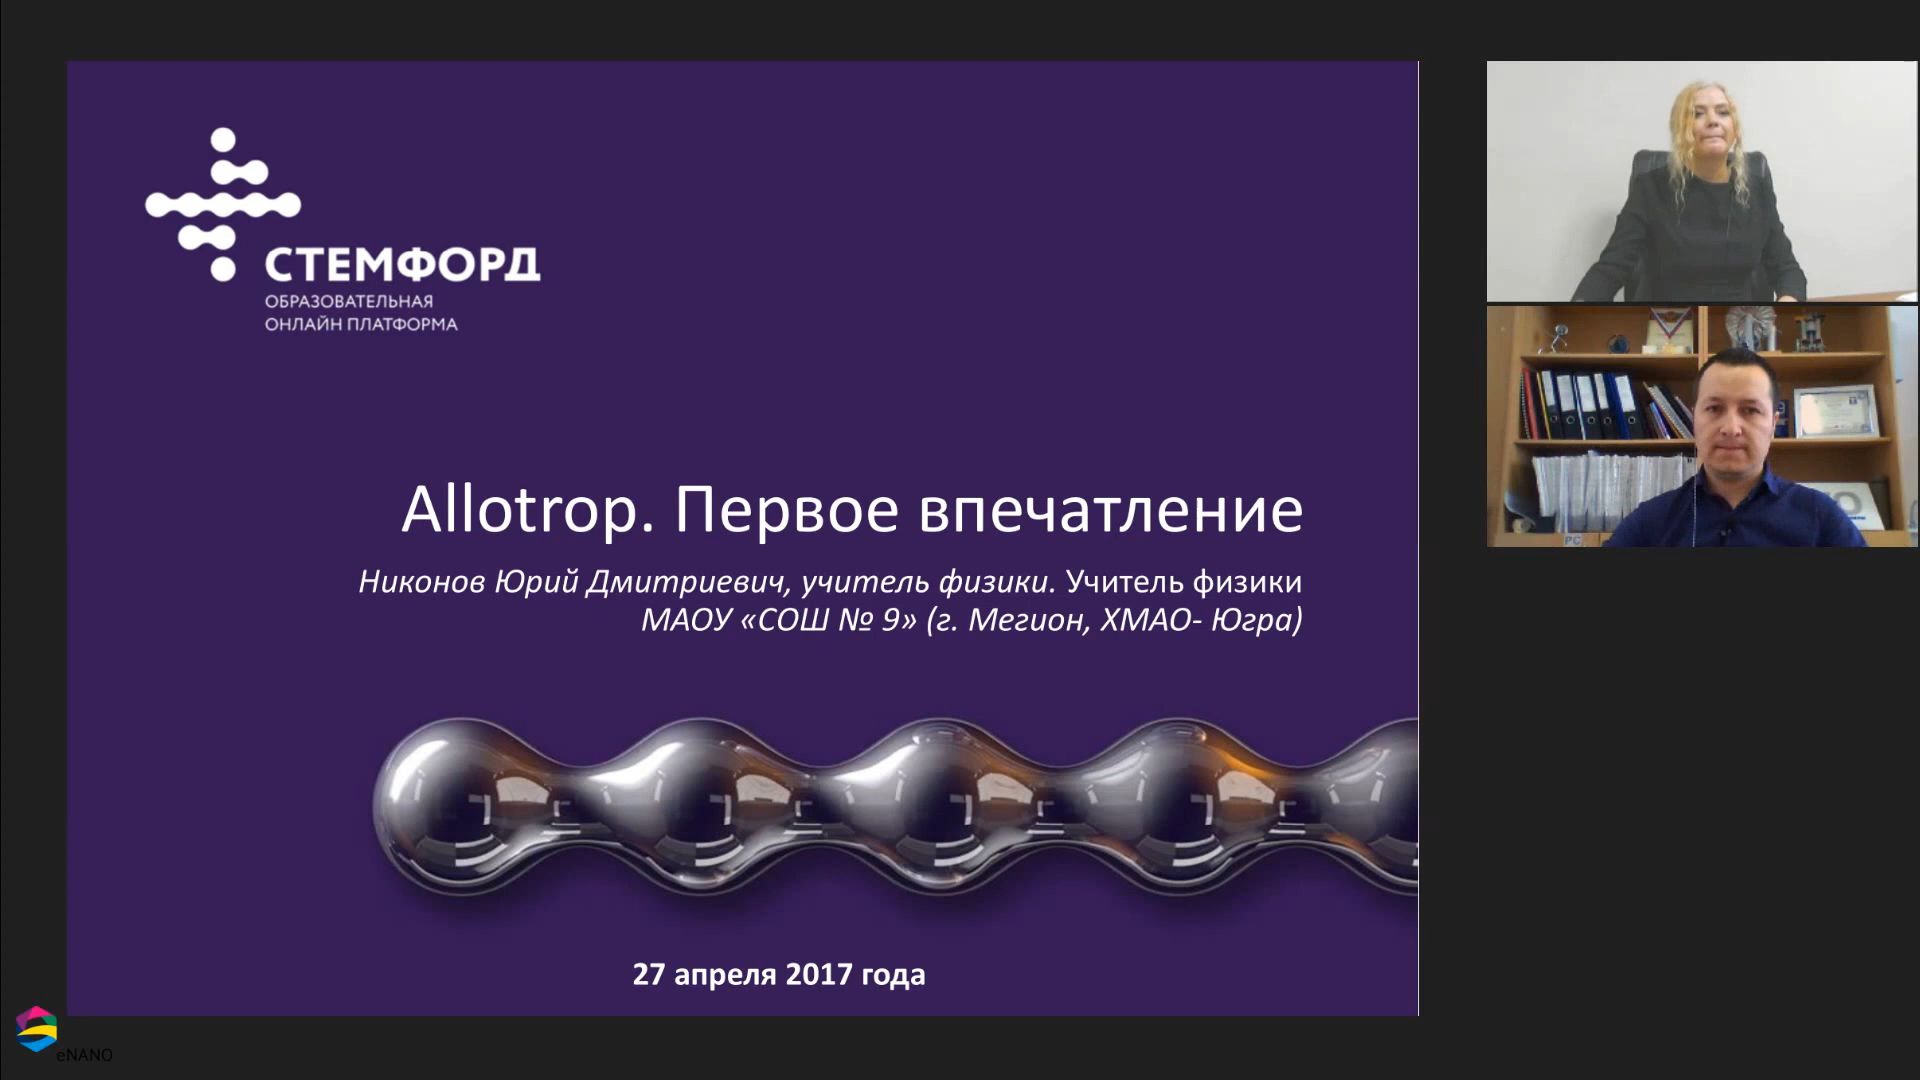 СТЕМФОРД
ОБРАЗОВАТЕЛЬНАЯ
ОНЛАЙН ПЛАТФОРМА
Allotrop. Первое впечатление
Никонов Юрий Дмитриевич, учитель физики. Учитель физики
МАОУ «СОШ № 9» (г. Мегион, ХМАО- Югра)
27 апреля 2017 года
eNANO